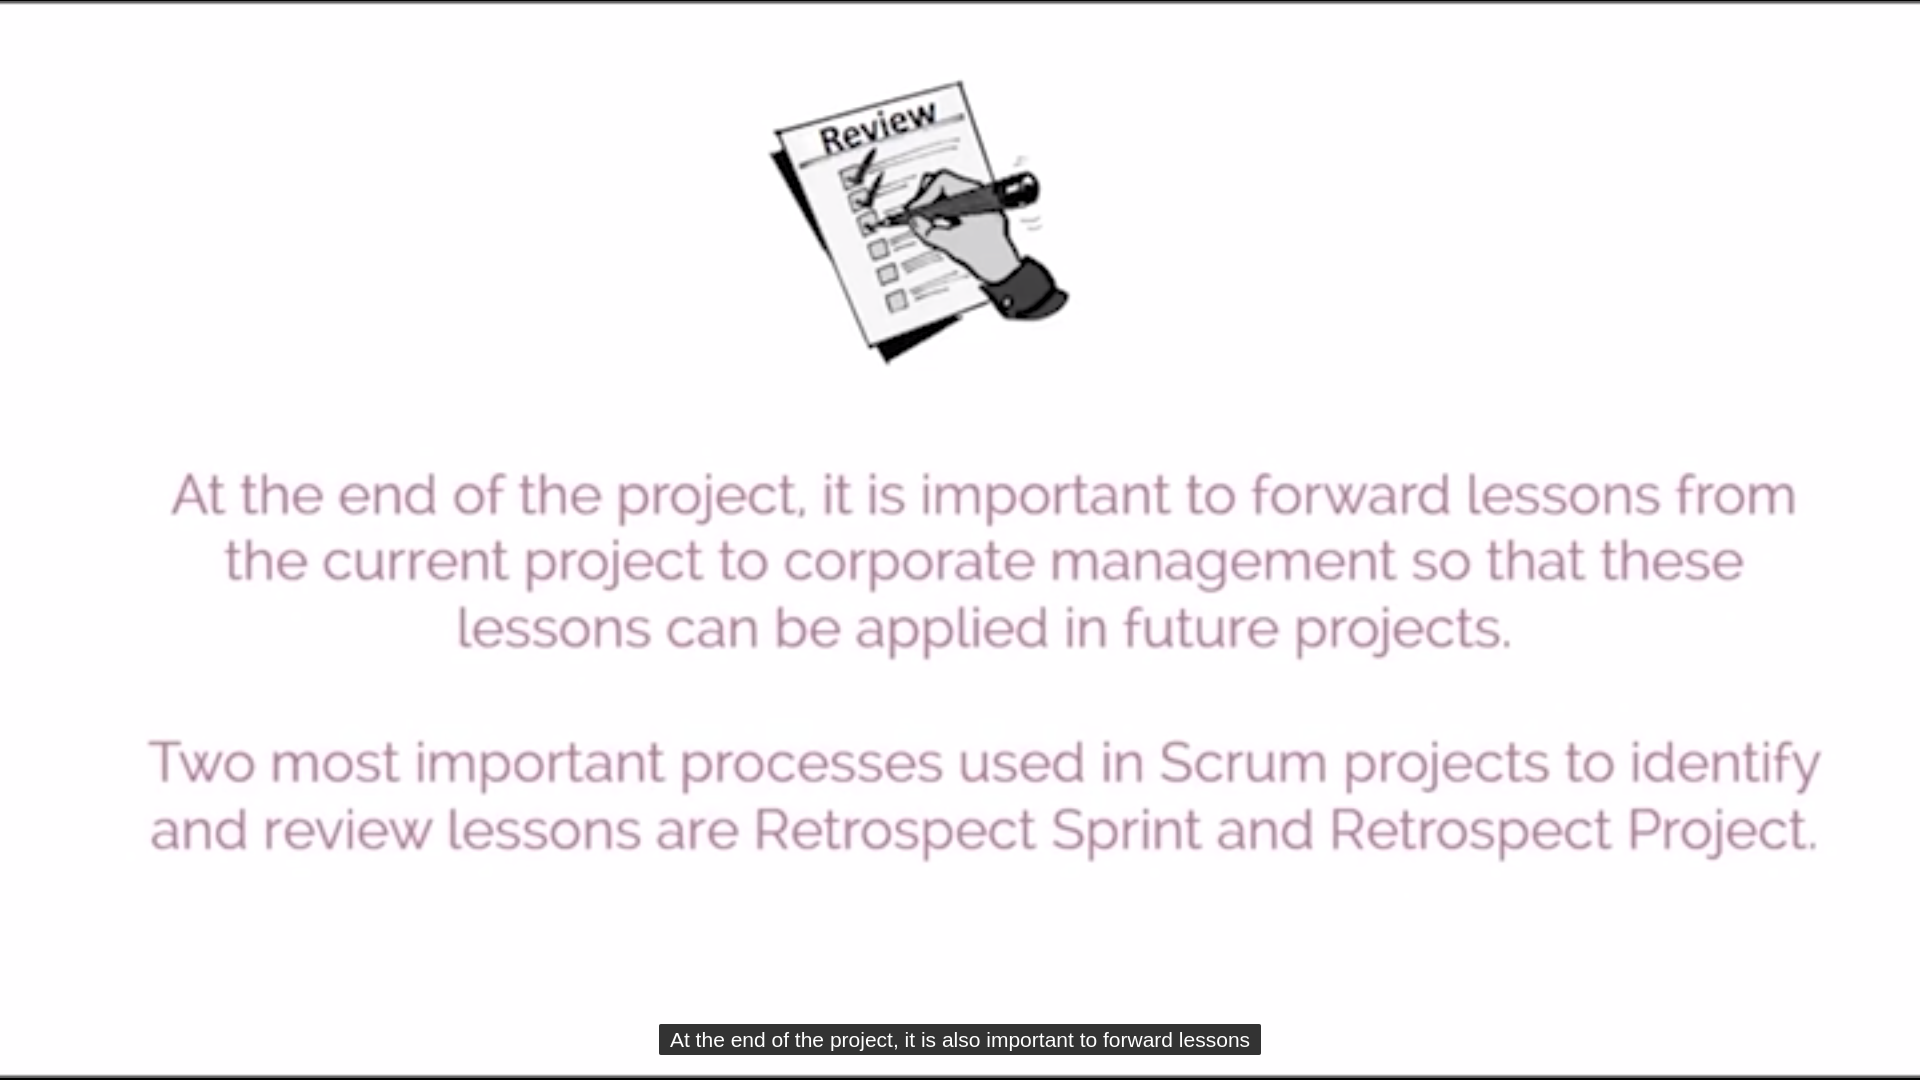 Review
At the end of the project, it is important to forward lessons from
the current project to corporate management so that these
lessons can be applied in future projects.
Two most important processes used in Scrum projects to identify
and review lessons are Retrospect Sprint and Retrospect Project.
At the end of the project, it is also important to forward lessons